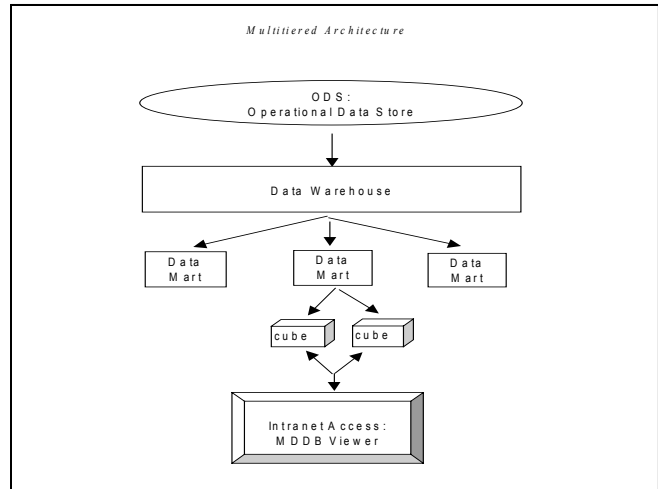 Multitiered Architecture
ODS:
Operational Data Store
Data Warehouse
Data
Mart
Data
Mart
Data
Mart
cube
cube
Intranet Access:
MDDB Viewer